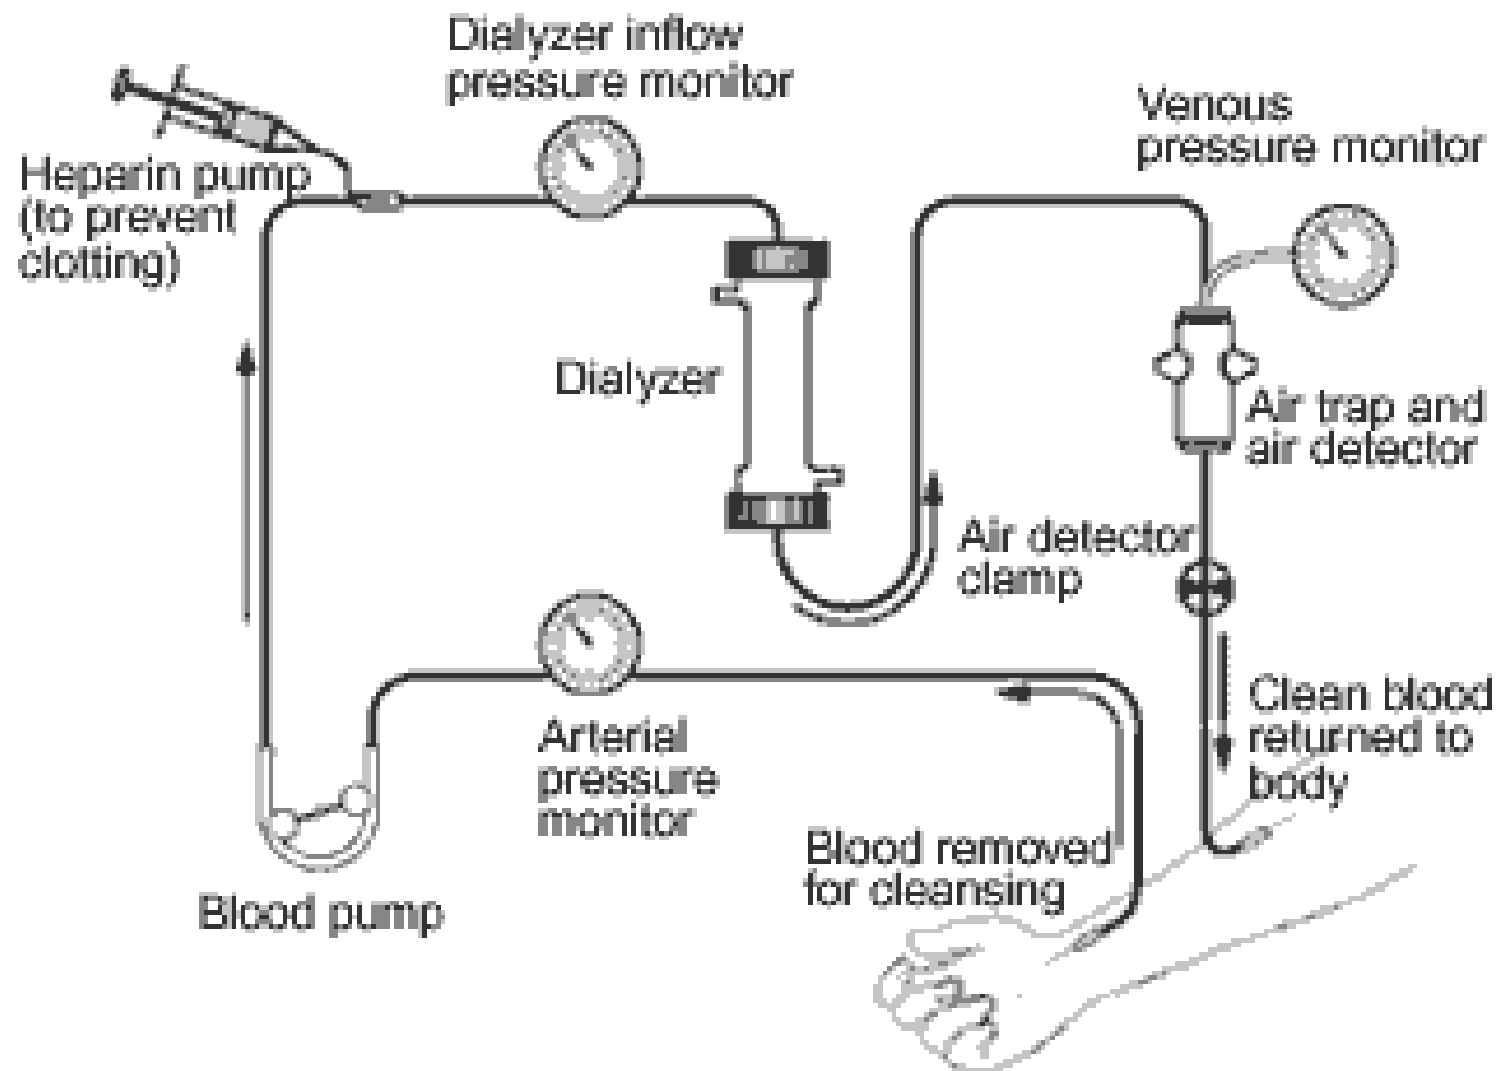 Dialyzer inflow
pressure monitor
Venous
pressure monitor
Heparin pump
(to prevent
clotting)
Dialyzer
Air trap and
air detector
Air detector
clamp
Clean blood
returned to
body
Arterial
pressure
monitor
Blood removed
for cleansing
Blood pump